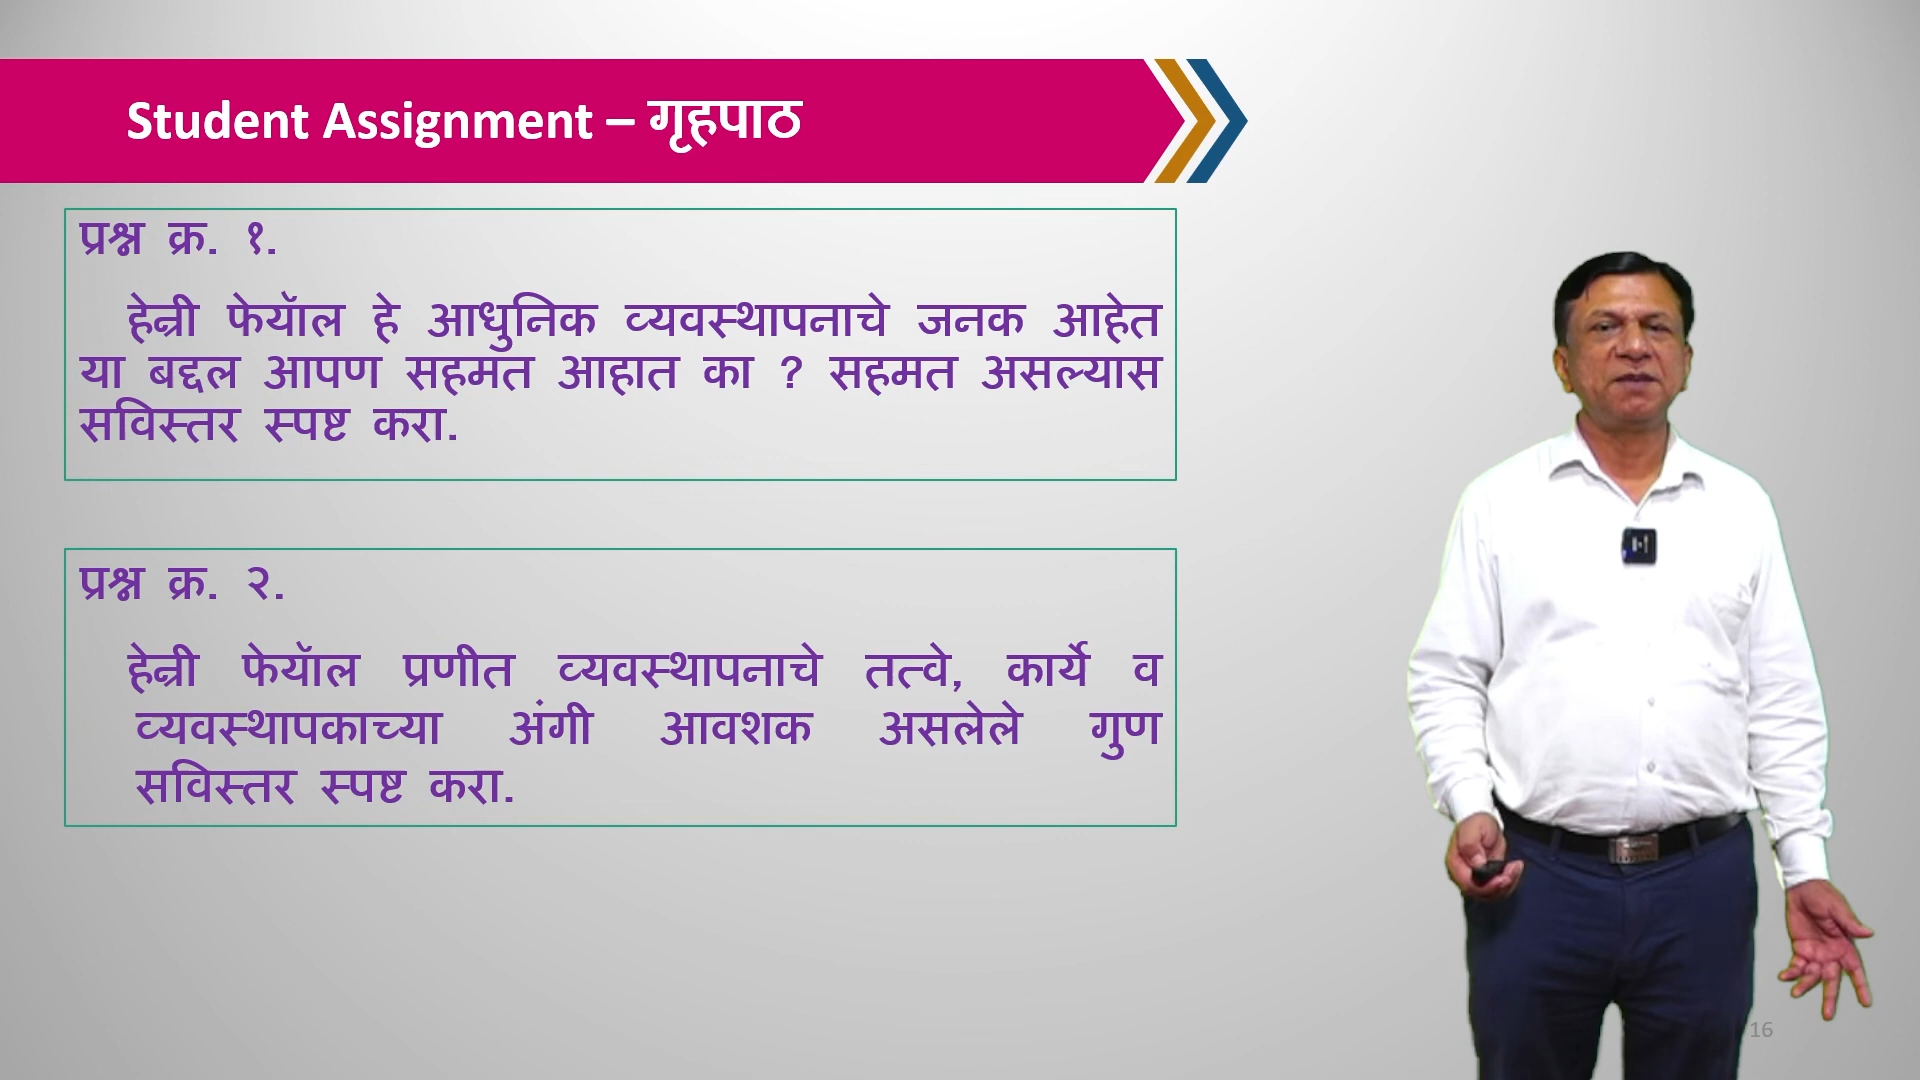 Student Assignment – गृहपाठ
प्रश्न क्र. १.
हेन्री फेयॉल हे आधुनिक व्यवस्थापनाचे जनक आहेत
या बद्दल आपण सहमत आहात का ? सहमत असल्यास
सविस्तर स्पष्ट करा.
प्रश्न क्र. २.
हेन्री फेयॉल प्रणीत व्यवस्थापनाचे तत्वे, कार्ये व
व्यवस्थापकाच्या अंगी आवशक असलेले गुण
सविस्तर स्पष्ट करा.
16